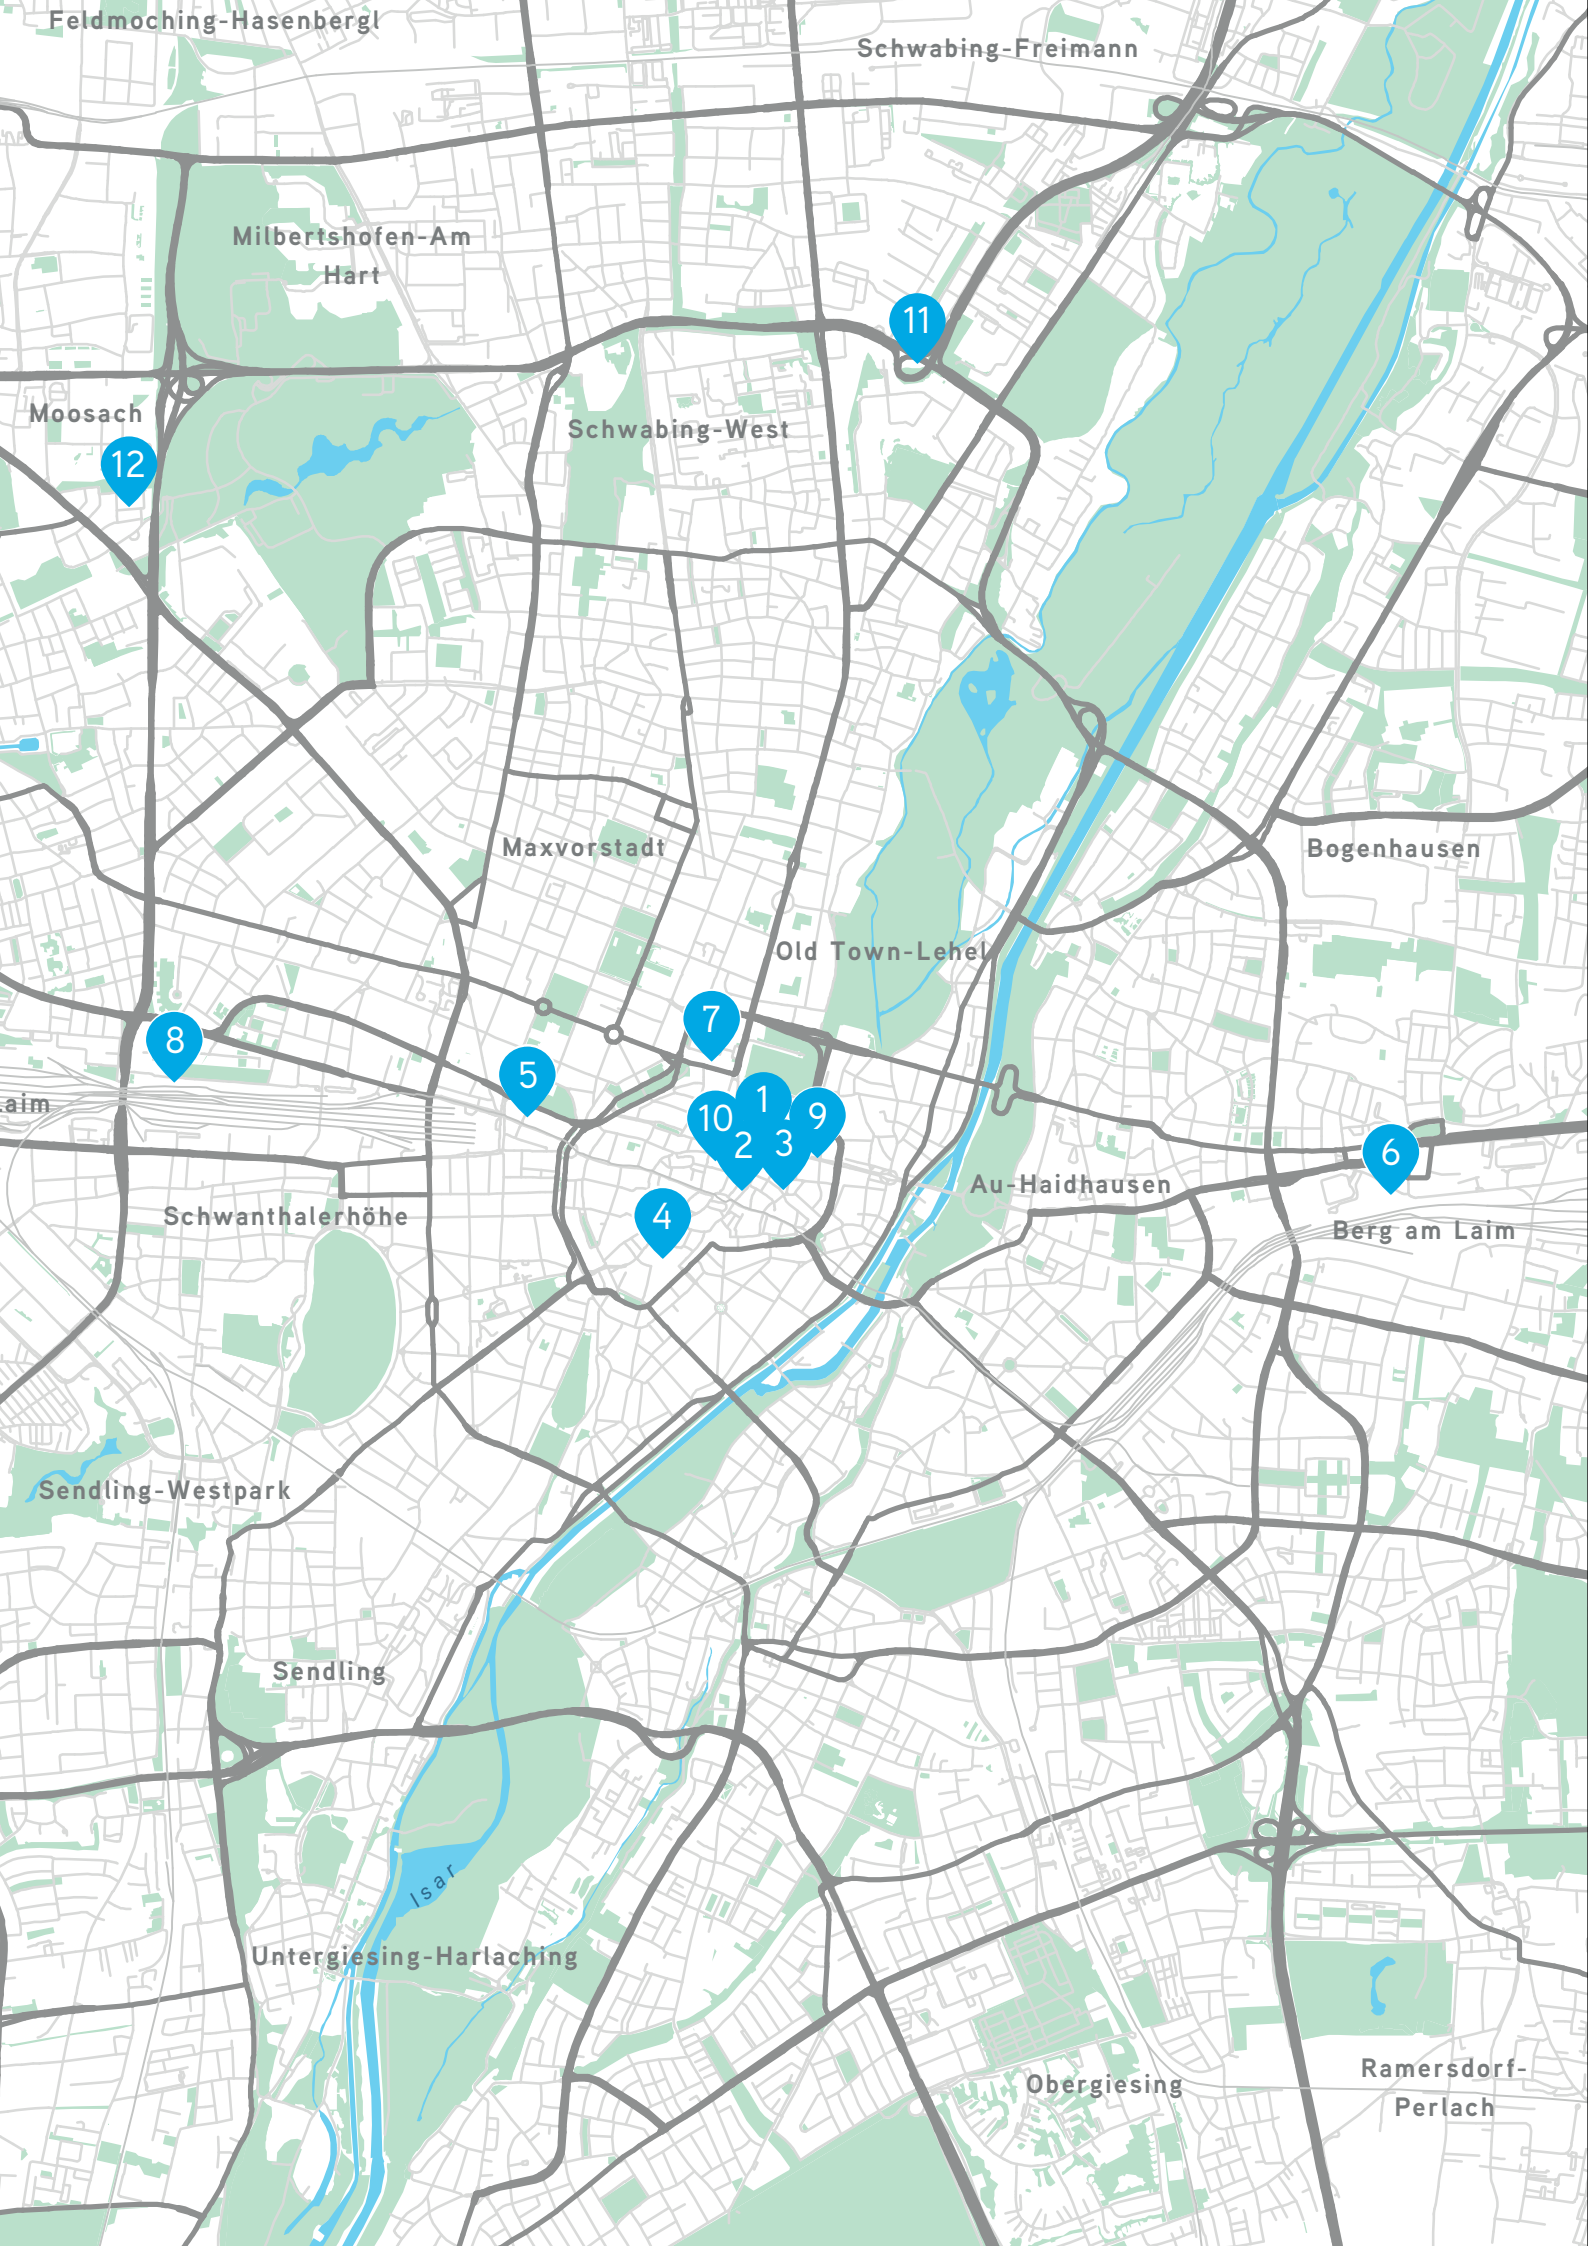 Feldmoching-Hasenbergl
Schwabing-Freimann
Milbertshofen-Am
Hart
11
Moosach
Schwabing-West
12
Maxvorstadt
Bogenhausen
Old Town-Lehel
7
8
5
1
10
9
2
3
aim
6
Au-Haidhausen
4
Schwanthalerhöhe
Berg am Laim
Sendling-Westpark
Sendling
Isar
Untergiesing-Harlaching
Obergiesing
Ramersdorf-
Perlach